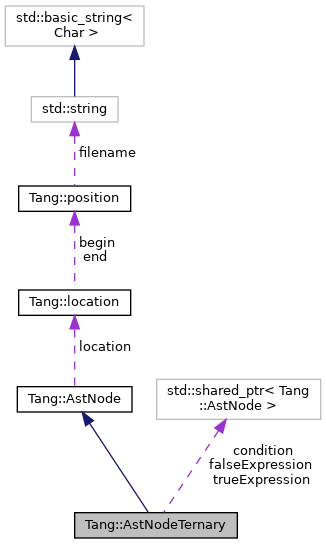 std::basic_string<
Char >
std::string
filename
Tang::position
begin
end
Tang::location
location
Tang::AstNode
std::shared_ptr< Tang
::AstNode >
condition
falseExpression
trueExpression
Tang::AstNodeTernary